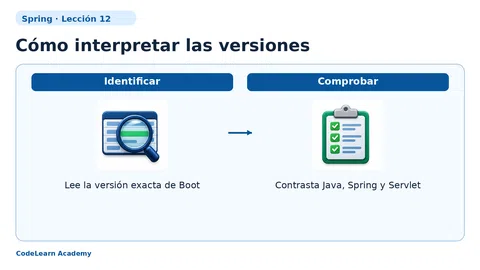 Spring · Lección 12
Cómo interpretar las versiones
Identificar
Comprobar
Lee la versión exacta de Boot
Contrasta Java, Spring y Servlet
CodeLearn Academy